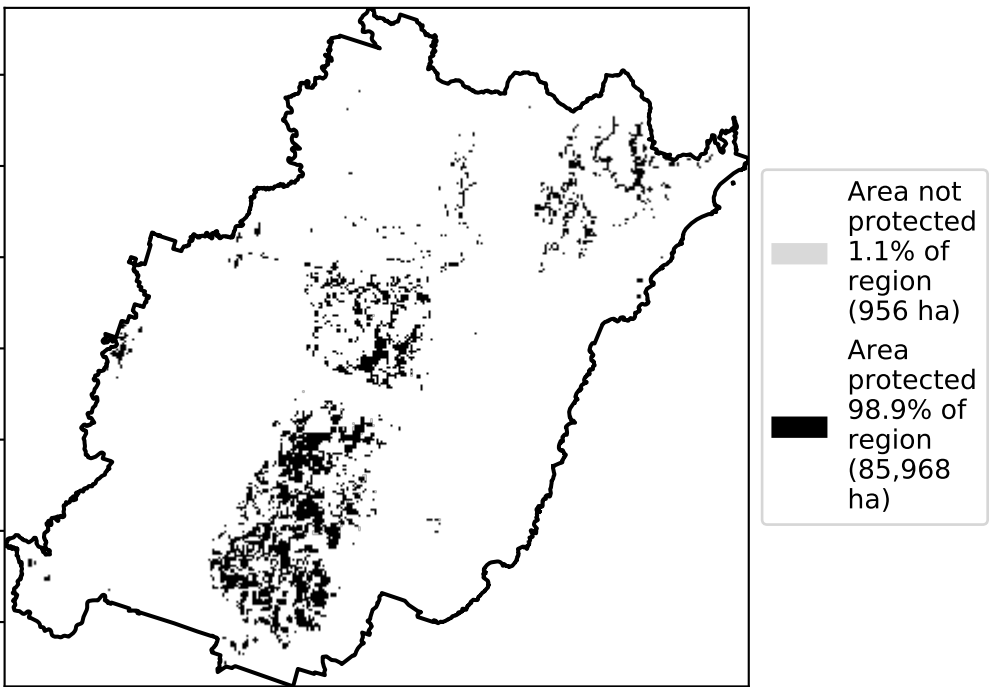 Area not
protected
1.1% of
region
(956 ha)
Area
protected
98.9% of
region
(85,968
ha)